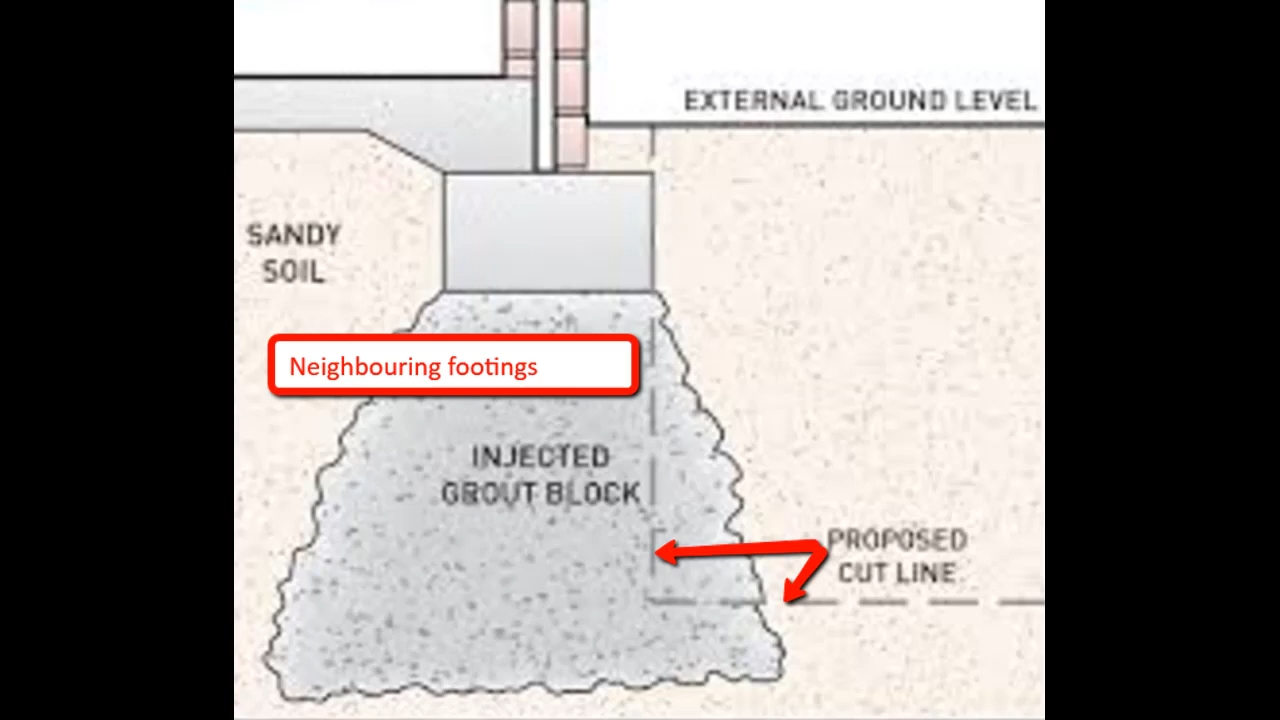 EXTERNAL GROUND LEVEL
SANDY
SOIL
Neighbouring footings
INJECTED
GROUT BLOCK
PROPOSED
CUT LINE